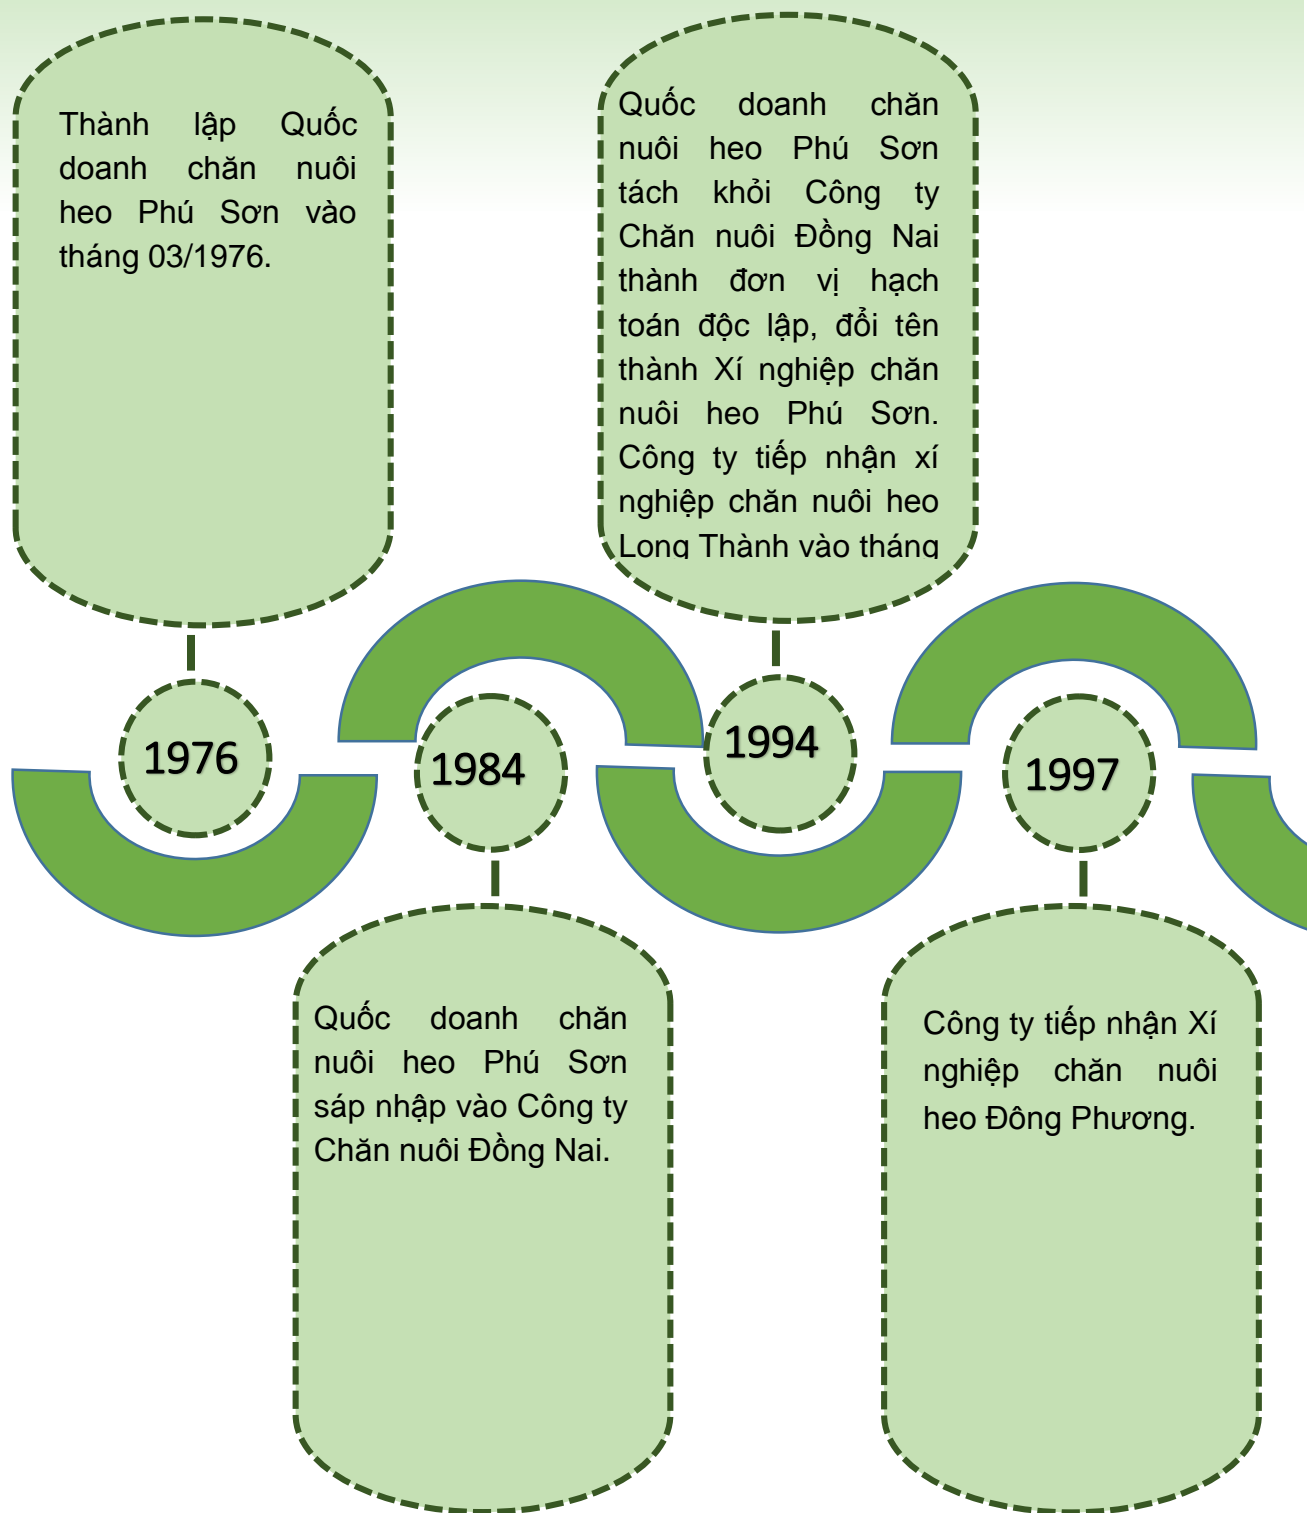 Thành lập Quốc
doanh chăn nuôi
heo Phú Sơn vào
tháng 03/1976.
Quốc doanh chăn
nuôi heo Phú Sơn
tách khỏi Công ty
Chăn nuôi Đồng Nai
thành đơn vị hạch
toán độc lập, đổi tên
thành Xí nghiệp chăn
nuôi heo Phú Sơn.
Công ty tiếp nhận xí
nghiệp chăn nuôi heo
Long Thành vào tháng
1976
1984
1994
1997
Quốc doanh chăn
nuôi heo Phú Sơn
sáp nhập vào Công ty
Chăn nuôi Đồng Nai.
Công ty tiếp nhận Xí
nghiệp chăn nuôi
heo Đông Phương.